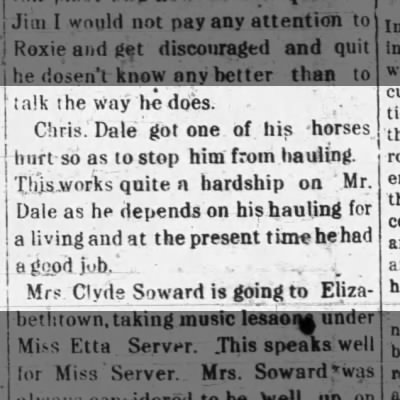 Jim I would not pay any attention to
Roxie and get discouraged and quit
he dosen't know any better than to
talk the way he does.
Chris. Dale got one of his horses
hurt so as to stop him from hauling.
This works quite a hardship on Mr.
Dale as he depends on his hauling for
a living and at the present time he had
a good job.
Mrs. Clyde Soward is going to Eliza-
bethtown, taking music lesaons under
Miss Etta Server. This speaks well
for Miss Server. Mrs. Soward was